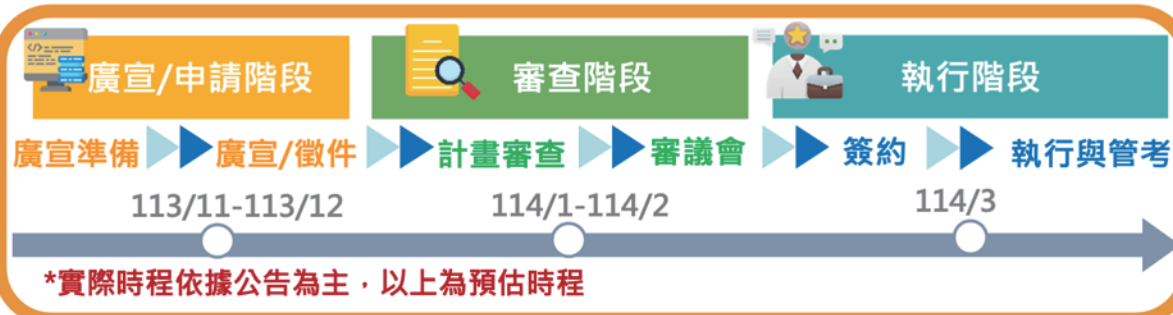 廣宣/申請階段 審查階段 執行階段
廣宣準備 廣宣/徵件 計畫審查 審議會 簽約 執行與管考
113/11-113/12 114/1-114/2 114/3
*實際時程依據公告為主，以上為預估時程